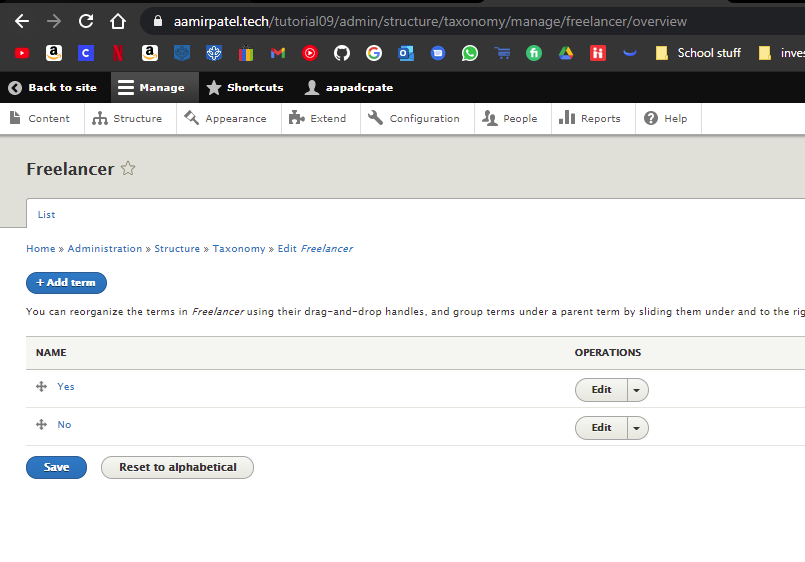 aamirpatel.tech/tutorial09/admin/structure/taxonomy/manage/freelancer/overview
School stuff inves
Back to site Manage Shortcuts aapadcpate
Content Structure Appearance Extend Configuration People Reports Help
Freelancer
List
Home » Administration » Structure » Taxonomy » Edit Freelancer
+ Add term
You can reorganize the terms in Freelancer using their drag-and-drop handles, and group terms under a parent term by sliding them under and to the rig
NAME OPERATIONS
Yes Edit
No Edit
Save Reset to alphabetical